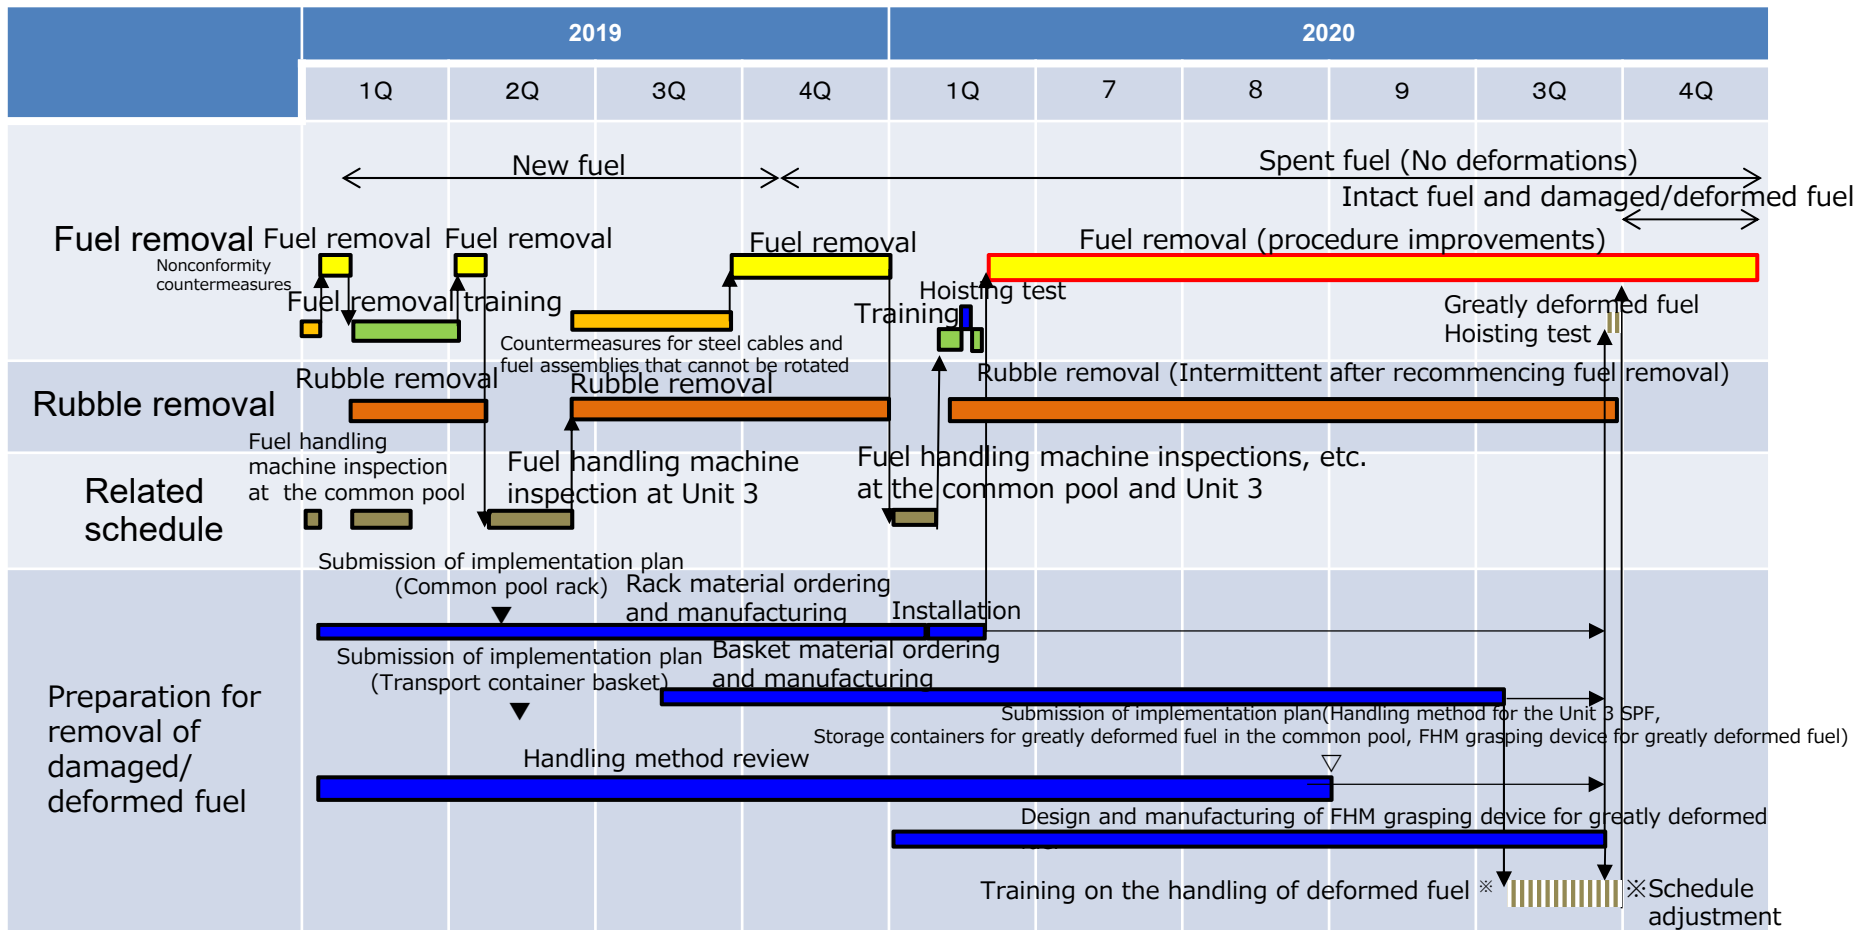 2019
2020
1Q
2Q
3Q
4Q
1Q
7
8
9
3Q
4Q
New fuel
Spent fuel (No deformations)
Intact fuel and damaged/deformed fuel
Fuel removal
Fuel removal
Fuel removal
Fuel removal
Fuel removal (procedure improvements)
Nonconformity
countermeasures
Fuel removal training
Hoisting test
Training
Greatly deformed fuel
Hoisting test
Countermeasures for steel cables and
fuel assemblies that cannot be rotated
Rubble removal
Rubble removal
Rubble removal
Rubble removal (Intermittent after recommencing fuel removal)
Related
schedule
Fuel handling
machine inspection
at the common pool
Fuel handling machine
inspection at Unit 3
Fuel handling machine inspections, etc.
at the common pool and Unit 3
Preparation for
removal of
damaged/
deformed fuel
Submission of implementation plan
(Common pool rack)
Rack material ordering
and manufacturing
Installation
Submission of implementation plan
(Transport container basket)
Basket material ordering
and manufacturing
Submission of implementation plan(Handling method for the Unit 3 SPF,
Storage containers for greatly deformed fuel in the common pool, FHM grasping device for greatly deformed fuel)
Handling method review
Design and manufacturing of FHM grasping device for greatly deformed
Training on the handling of deformed fuel ※
※Schedule
adjustment